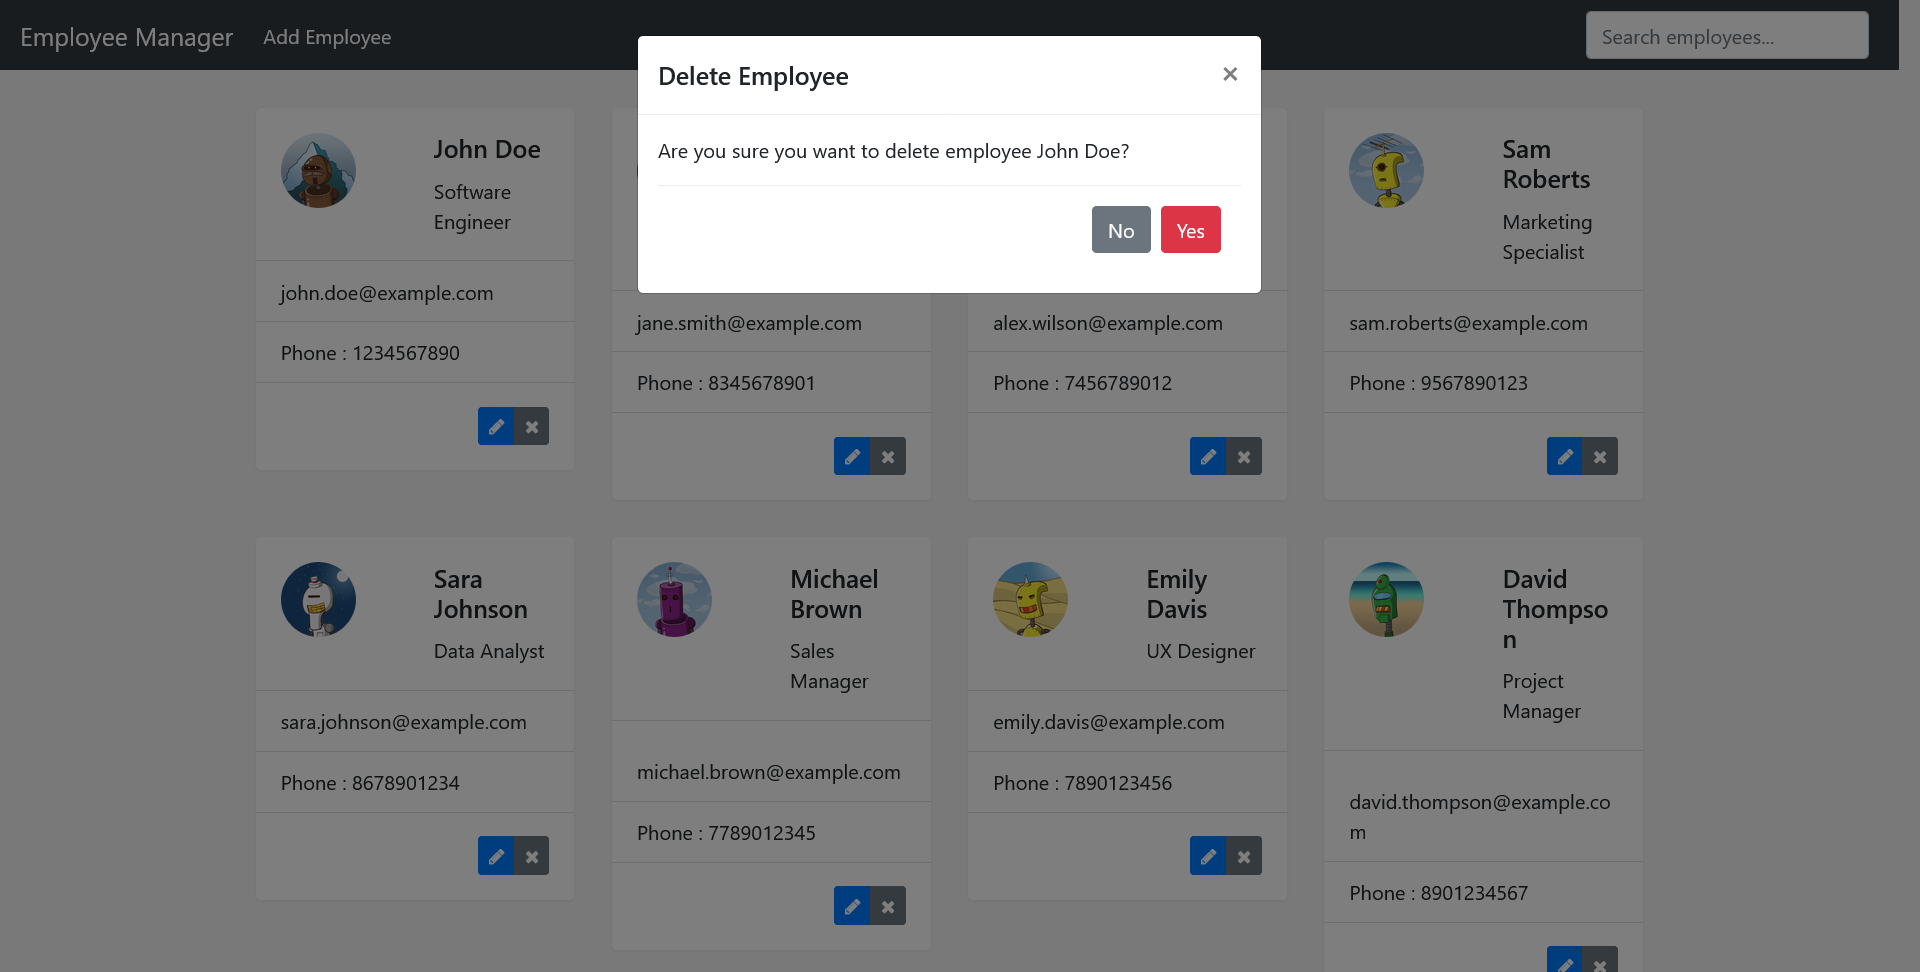 Employee Manager
Add Employee
Search employees...
Delete Employee
×
Are you sure you want to delete employee John Doe?
No
Yes
John Doe
Software
Engineer
john.doe@example.com
Phone : 1234567890
jane.smith@example.com
Phone : 8345678901
alex.wilson@example.com
Phone : 7456789012
Sam
Roberts
Marketing
Specialist
sam.roberts@example.com
Phone : 9567890123
Sara
Johnson
Data Analyst
sara.johnson@example.com
Phone : 8678901234
Michael
Brown
Sales
Manager
michael.brown@example.com
Phone : 7789012345
Emily
Davis
UX Designer
emily.davis@example.com
Phone : 7890123456
David
Thompso
n
Project
Manager
david.thompson@example.co
m
Phone : 8901234567